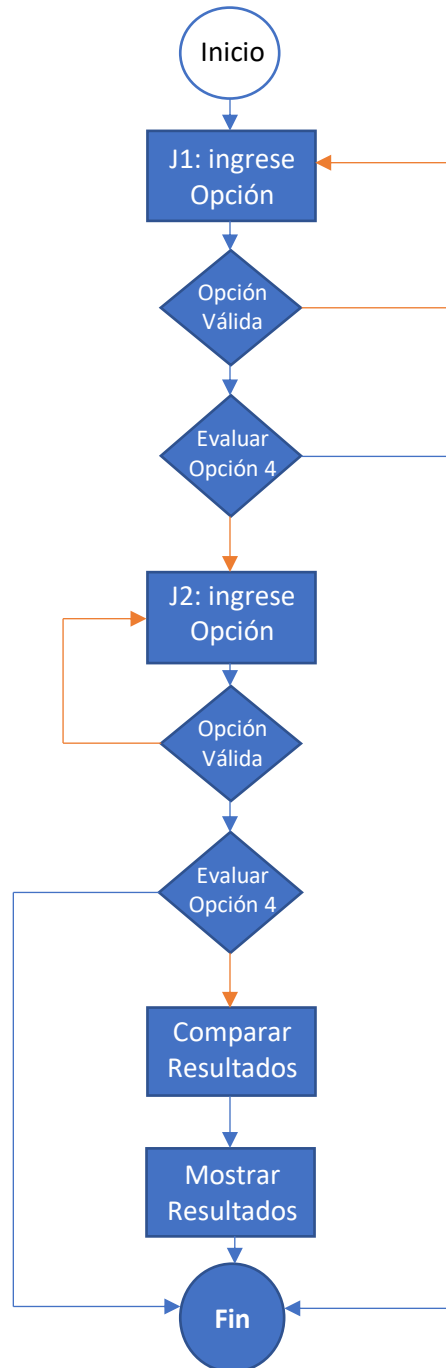 Inicio
J1: ingrese
Opción
Opción
Válida
Evaluar
Opción 4
J2: ingrese
Opción
Opción
Válida
Evaluar
Opción 4
Comparar
Resultados
Mostrar
Resultados
Fin